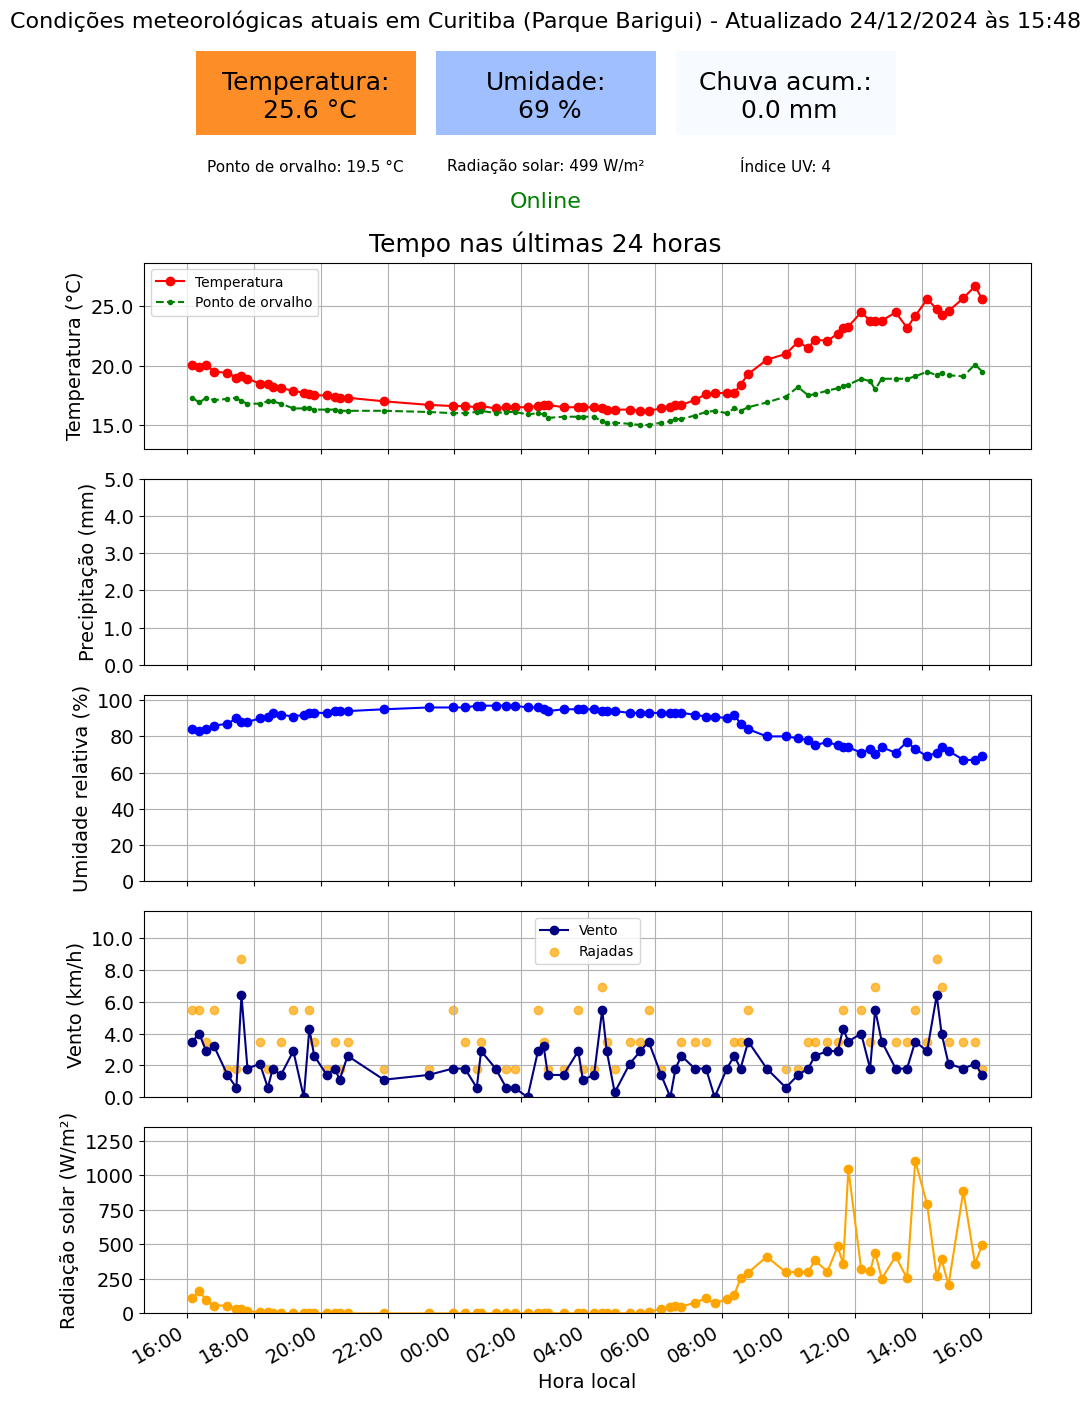 Condições meteorológicas atuais em Curitiba (Parque Barigui) - Atualizado 24/12/2024 às 15:48
Temperatura:
25.6 °C
Umidade:
69 %
Chuva acum.:
0.0 mm
Ponto de orvalho: 19.5 °C
Radiação solar: 499 W/m²
Índice UV: 4
Online
Tempo nas últimas 24 horas
Temperatura (°C)
25.0
20.0
15.0
Temperatura
Ponto de orvalho
Precipitação (mm)
5.0
4.0
3.0
2.0
1.0
0.0
Umidade relativa (%)
100
80
60
40
20
0
Vento (km/h)
10.0
8.0
6.0
4.0
2.0
0.0
Vento
Rajadas
Radiação solar (W/m²)
1250
1000
750
500
250
0
16:00
18:00
20:00
22:00
00:00
02:00
04:00
06:00
08:00
10:00
12:00
14:00
16:00
Hora local